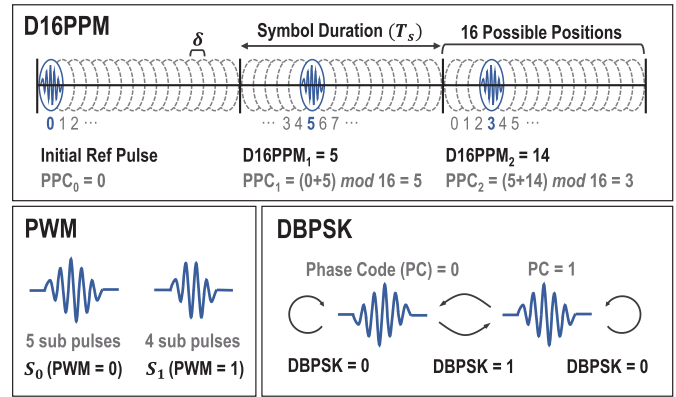 D16PPM
δ
Symbol Duration (Tₛ)
16 Possible Positions
0 1 2 ···
··· 3 4 5 6 7 ···
0 1 2 3 4 5 ···
Initial Ref Pulse
D16PPM₁ = 5
D16PPM₂ = 14
PPC₀ = 0
PPC₁ = (0+5) mod 16 = 5
PPC₂ = (5+14) mod 16 = 3
PWM
5 sub pulses
4 sub pulses
S₀ (PWM = 0)
S₁ (PWM = 1)
DBPSK
Phase Code (PC) = 0
PC = 1
DBPSK = 0
DBPSK = 1
DBPSK = 0